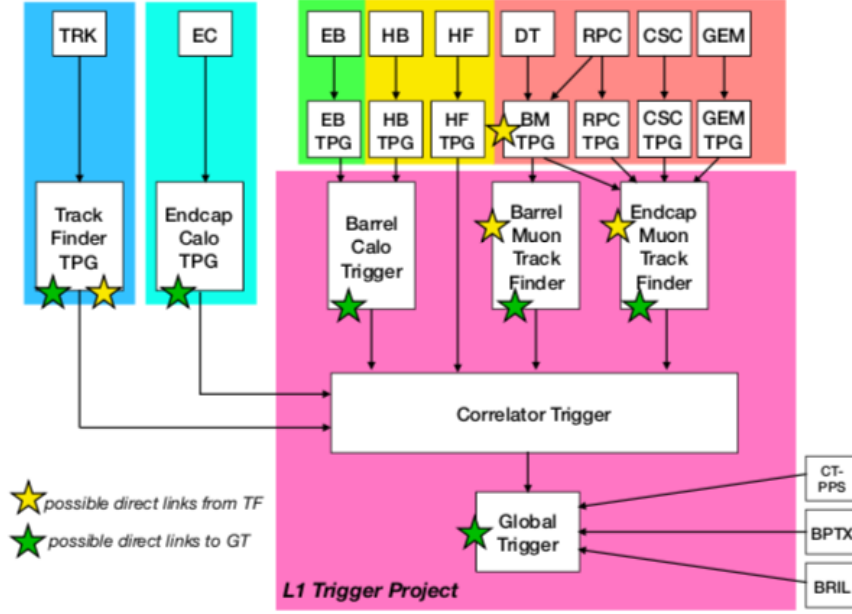 TRK
EC
EB
HB
HF
DT
RPC
CSC
GEM
EB
TPG
HB
TPG
HF
TPG
BM
TPG
RPC
TPG
CSC
TPG
GEM
TPG
Track
Finder
TPG
Endcap
Calo
TPG
Barrel
Calo
Trigger
Barrel
Muon
Track
Finder
Endcap
Muon
Track
Finder
Correlator Trigger
CT-
PPS
possible direct links from TF
Global
Trigger
BPTX
possible direct links to GT
L1 Trigger Project
BRIL